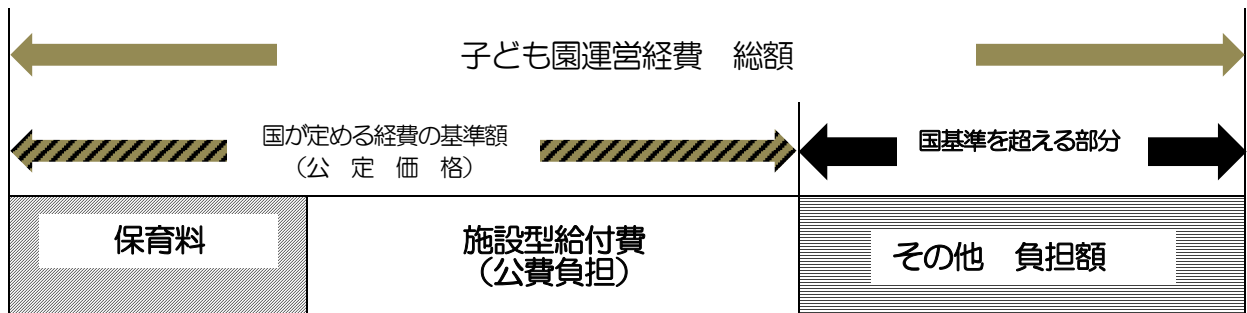 子ども園運営経費　総額
国が定める経費の基準額
（公　定　価　格）
国基準を超える部分
保育料
施設型給付費
（公費負担）
その他　負担額